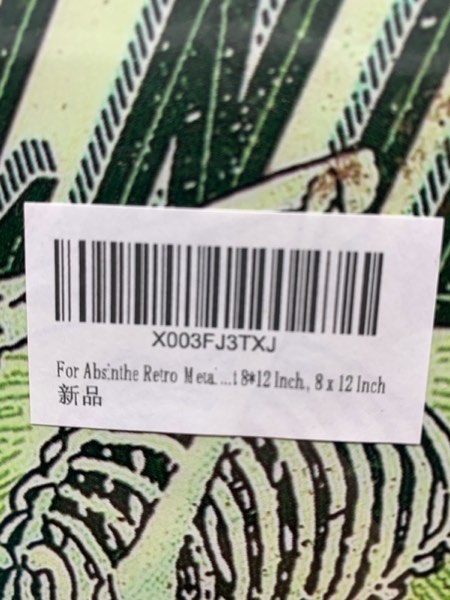 X003FJ3TXJ
For Absinthe Retro Metal ...t 8*12 Inch., 8 x 12 Inch
新品